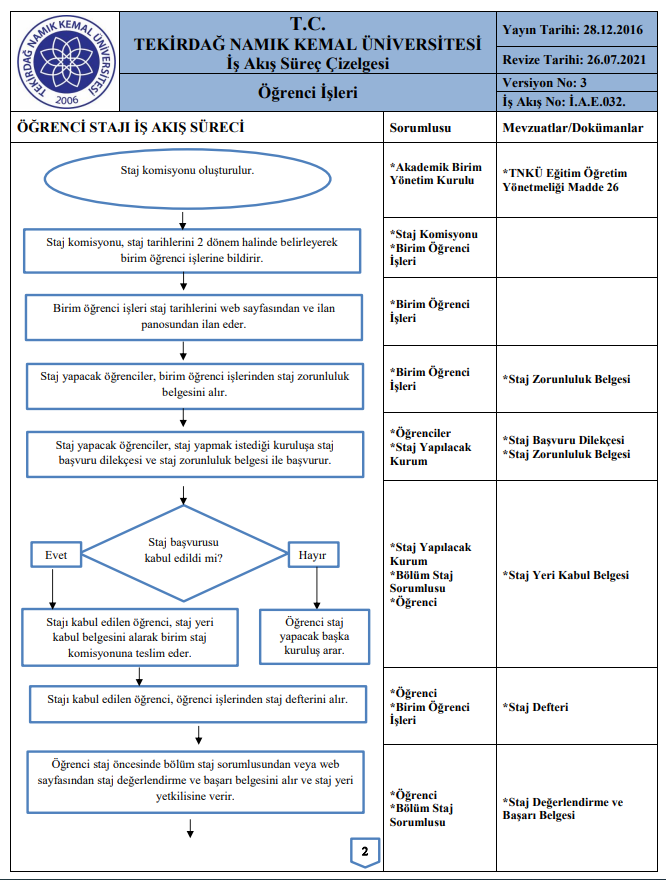 TEKİRDAĞ NAMIK KEMAL ÜNİVERSİTESİ
2006
T.C.
TEKİRDAĞ NAMIK KEMAL ÜNİVERSİTESİ
İş Akış Süreç Çizelgesi
Öğrenci İşleri
Yayın Tarihi: 28.12.2016
Revize Tarihi: 26.07.2021
Versiyon No: 3
İş Akış No: İ.A.E.032.
ÖĞRENCİ STAJI İŞ AKIŞ SÜRECİ
Sorumlusu
Mevzuatlar/Dokümanlar
Staj komisyonu oluşturulur.
*Akademik Birim
Yönetim Kurulu
*TNKÜ Eğitim Öğretim
Yönetmeliği Madde 26
Staj komisyonu, staj tarihlerini 2 dönem halinde belirleyerek
birim öğrenci işlerine bildirir.
*Staj Komisyonu
*Birim Öğrenci
İşleri
Birim öğrenci işleri staj tarihlerini web sayfasından ve ilan
panosundan ilan eder.
*Birim Öğrenci
İşleri
Staj yapacak öğrenciler, birim öğrenci işlerinden staj zorunluluk
belgesini alır.
*Birim Öğrenci
İşleri
*Staj Zorunluluk Belgesi
Staj yapacak öğrenciler, staj yapmak istediği kuruluşa staj
başvuru dilekçesi ve staj zorunluluk belgesi ile başvurur.
*Öğrenciler
*Staj Yapılacak
Kurum
*Staj Başvuru Dilekçesi
*Staj Zorunluluk Belgesi
Staj başvurusu
kabul edildi mi?
Evet
Hayır
Stajı kabul edilen öğrenci, staj yeri
kabul belgesini alarak birim staj
komisyonuna teslim eder.
Öğrenci staj
yapacak başka
kuruluş arar.
*Staj Yapılacak
Kurum
*Bölüm Staj
Sorumlusu
*Öğrenci
*Staj Yeri Kabul Belgesi
Stajı kabul edilen öğrenci, öğrenci işlerinden staj defterini alır.
*Öğrenci
*Birim Öğrenci
İşleri
*Staj Defteri
Öğrenci staj öncesinde bölüm staj sorumlusundan veya web
sayfasından staj değerlendirme ve başarı belgesini alır ve staj yeri
yetkilisine verir.
*Öğrenci
*Bölüm Staj
Sorumlusu
*Staj Değerlendirme ve
Başarı Belgesi
2